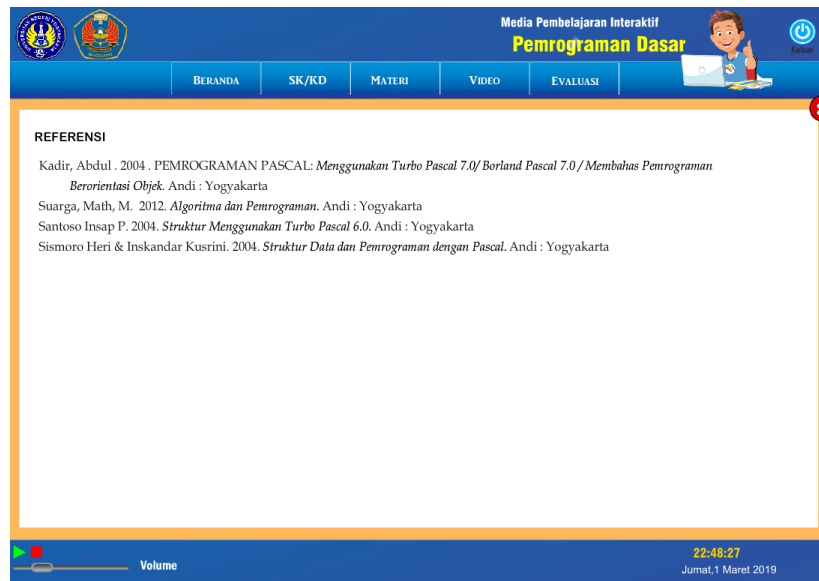 Media Pembelajaran Interaktif
Pemrograman Dasar
Keluar
BERANDA
SK/KD
MATERI
VIDEO
EVALUASI
REFERENSI
Kadir, Abdul . 2004 . PEMROGRAMAN PASCAL: Menggunakan Turbo Pascal 7.0/ Borland Pascal 7.0 / Membahas Pemrograman
Berorientasi Objek. Andi : Yogyakarta
Suarga, Math, M. 2012. Algoritma dan Pemrograman. Andi : Yogyakarta
Santoso Insap P. 2004. Struktur Menggunakan Turbo Pascal 6.0. Andi : Yogyakarta
Sismoro Heri & Inskandar Kusrini. 2004. Struktur Data dan Pemrograman dengan Pascal. Andi : Yogyakarta
Volume
22:48:27
Jumat,1 Maret 2019